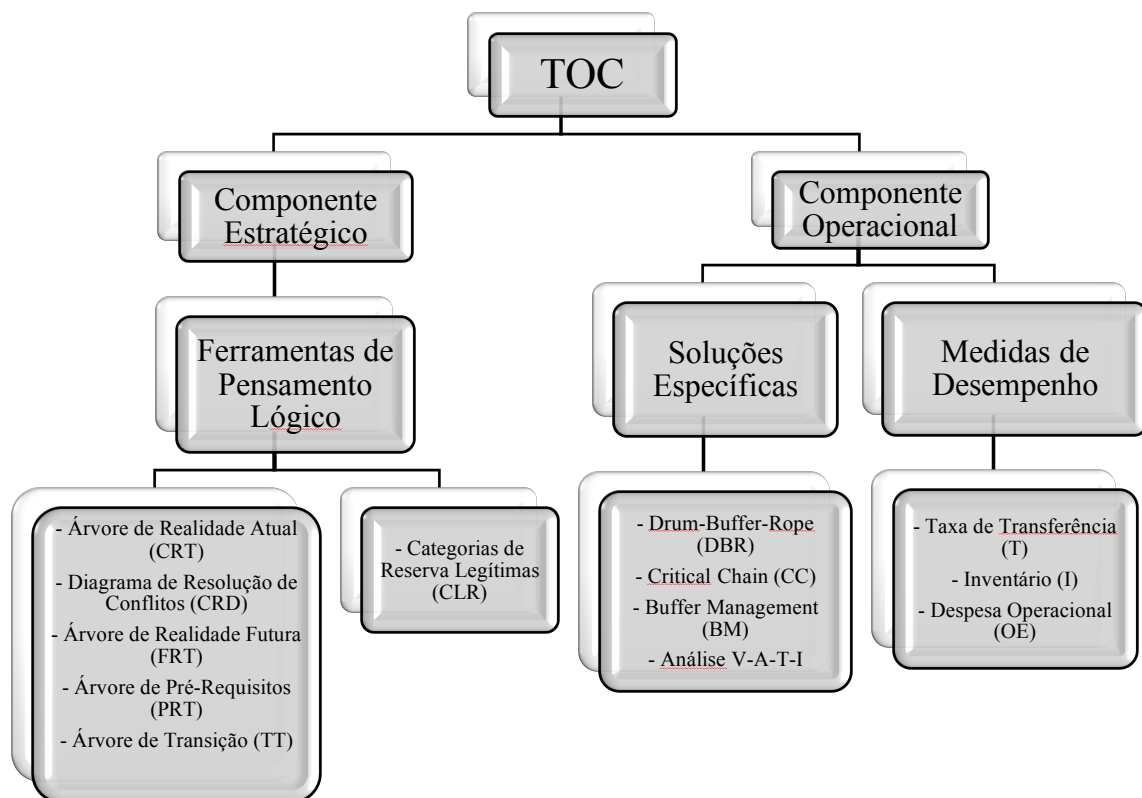 TOC
Componente
Estratégico
Componente
Operacional
Ferramentas de
Pensamento
Lógico
Soluções
Específicas
Medidas de
Desempenho
- Árvore de Realidade Atual
(CRT)
- Diagrama de Resolução de
Conflitos (CRD)
- Árvore de Realidade Futura
(FRT)
- Árvore de Pré-Requisitos
(PRT)
- Árvore de Transição (TT)
- Categorias de
Reserva Legítimas
(CLR)
- Drum-Buffer-Rope
(DBR)
- Critical Chain (CC)
- Buffer Management
(BM)
- Análise V-A-T-I
- Taxa de Transferência
(T)
- Inventário (I)
- Despesa Operacional
(OE)